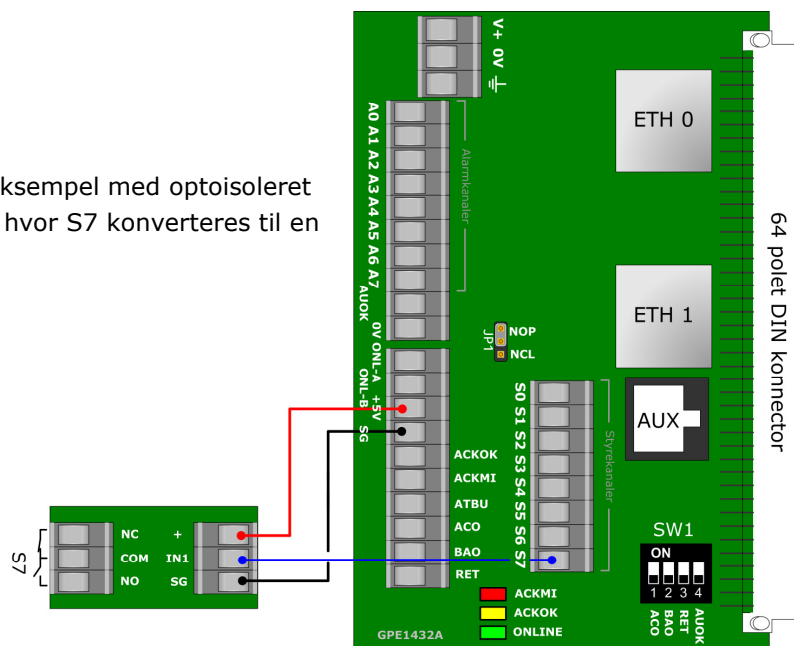 ksempel med optoisoleret
hvor S7 konverteres til en
V+ 0V
A0 A1 A2 A3 A4 A5 A6 A7
AUOK
Alarmkanaler
0V ONL-A
ONL-B +5V
SG
ACKOK
ACKMI
ATBU
ACO
BAO
RET
JP1
NOP
NCL
S0 S1 S2 S3 S4 S5 S6 S7
Styrekanaler
ETH 0
ETH 1
AUX
64 polet DIN konnector
SW1
ON
1 2 3 4
ACO
BAO
RET
AUOK
ACKMI
ACKOK
ONLINE
GPE1432A
S7
NC
COM
NO
+
IN1
SG